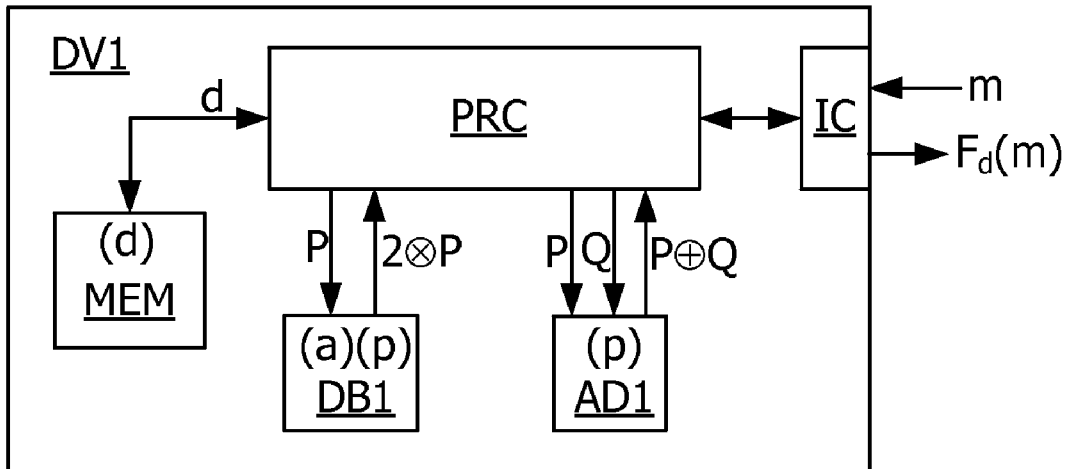 DV1
d
PRC
IC
m
F_d(m)
(d)
MEM
P
2⊗P
P
Q
P⊕Q
(a)(p)
DB1
(p)
AD1